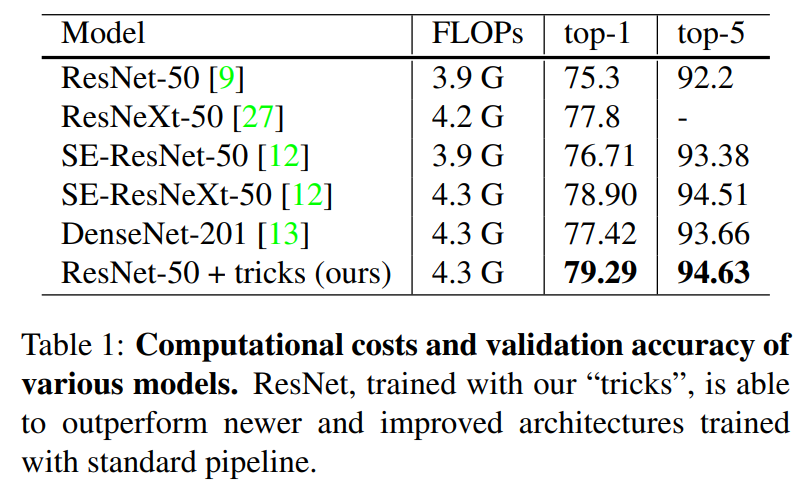 Model FLOPs top-1 top-5
ResNet-50 [9] 3.9 G 75.3 92.2
ResNeXt-50 [27] 4.2 G 77.8 -
SE-ResNet-50 [12] 3.9 G 76.71 93.38
SE-ResNeXt-50 [12] 4.3 G 78.90 94.51
DenseNet-201 [13] 4.3 G 77.42 93.66
ResNet-50 + tricks (ours) 4.3 G 79.29 94.63
Table 1: Computational costs and validation accuracy of
various models. ResNet, trained with our “tricks”, is able
to outperform newer and improved architectures trained
with standard pipeline.